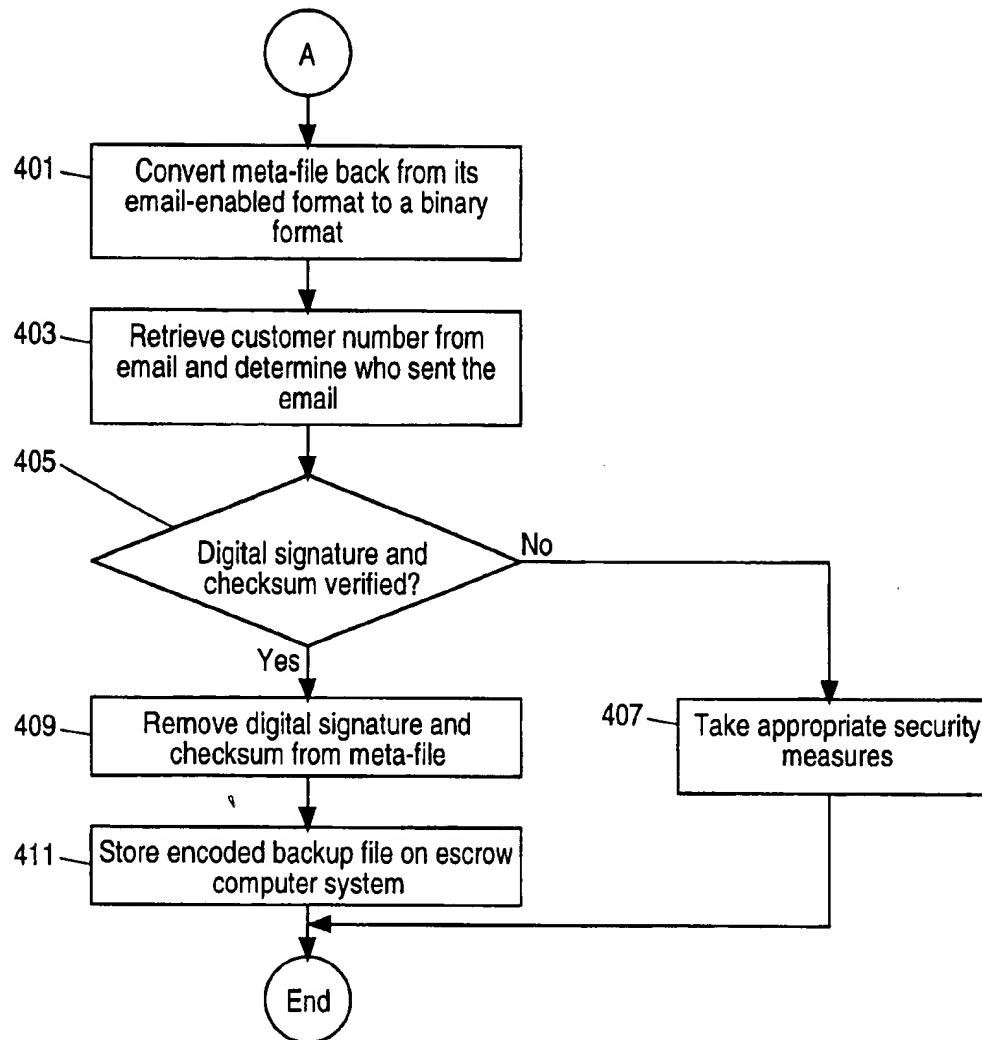 A
401
Convert meta-file back from its
email-enabled format to a binary
format
403
Retrieve customer number from
email and determine who sent the
email
405
Digital signature and
checksum verified?
No
Yes
409
Remove digital signature and
checksum from meta-file
407
Take appropriate security
measures
411
Store encoded backup file on escrow
computer system
End